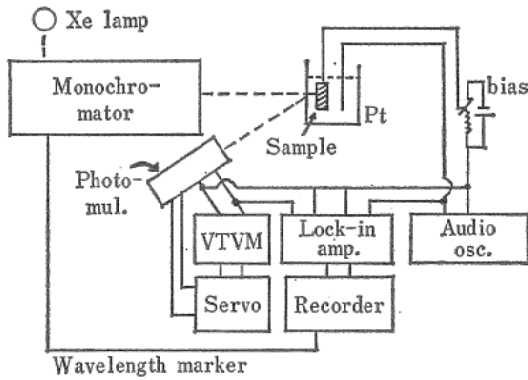 Xe lamp
Monochro-
mator
bias
Pt
Sample
Photo-
mul.
VTVM
Lock-in
amp.
Audio
osc.
Servo
Recorder
Wavelength marker